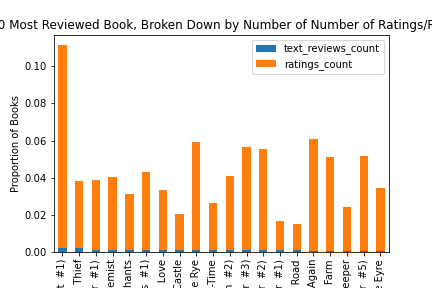 0 Most Reviewed Book, Broken Down by Number of Number of Ratings/R
text_reviews_count
ratings_count
Proportion of Books
0.10
0.08
0.06
0.04
0.02
0.00
t #1)
Thief
r #1)
emist
hants-
s #1)
Love
Castle
e Rye
-Time
n #2)
r #3)
r #2)
r #1)
Road
Again
Farm
eeper
r #5)
e Eyre